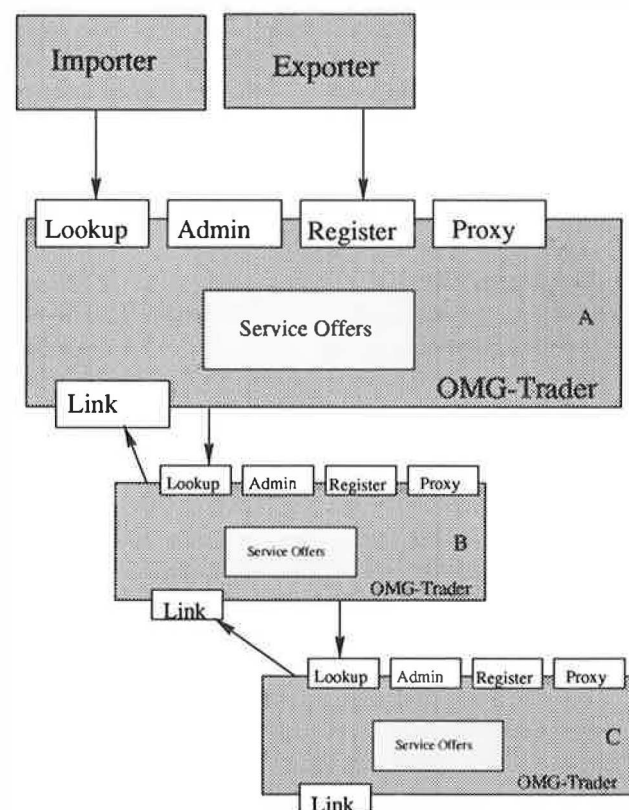 Importer
Exporter
Lookup
Admin
Register
Proxy
Service Offers
A
OMG-Trader
Link
Lookup
Admin
Register
Proxy
Service Offers
B
OMG-Trader
Link
Lookup
Admin
Register
Proxy
Service Offers
C
OMG-Trader
Link